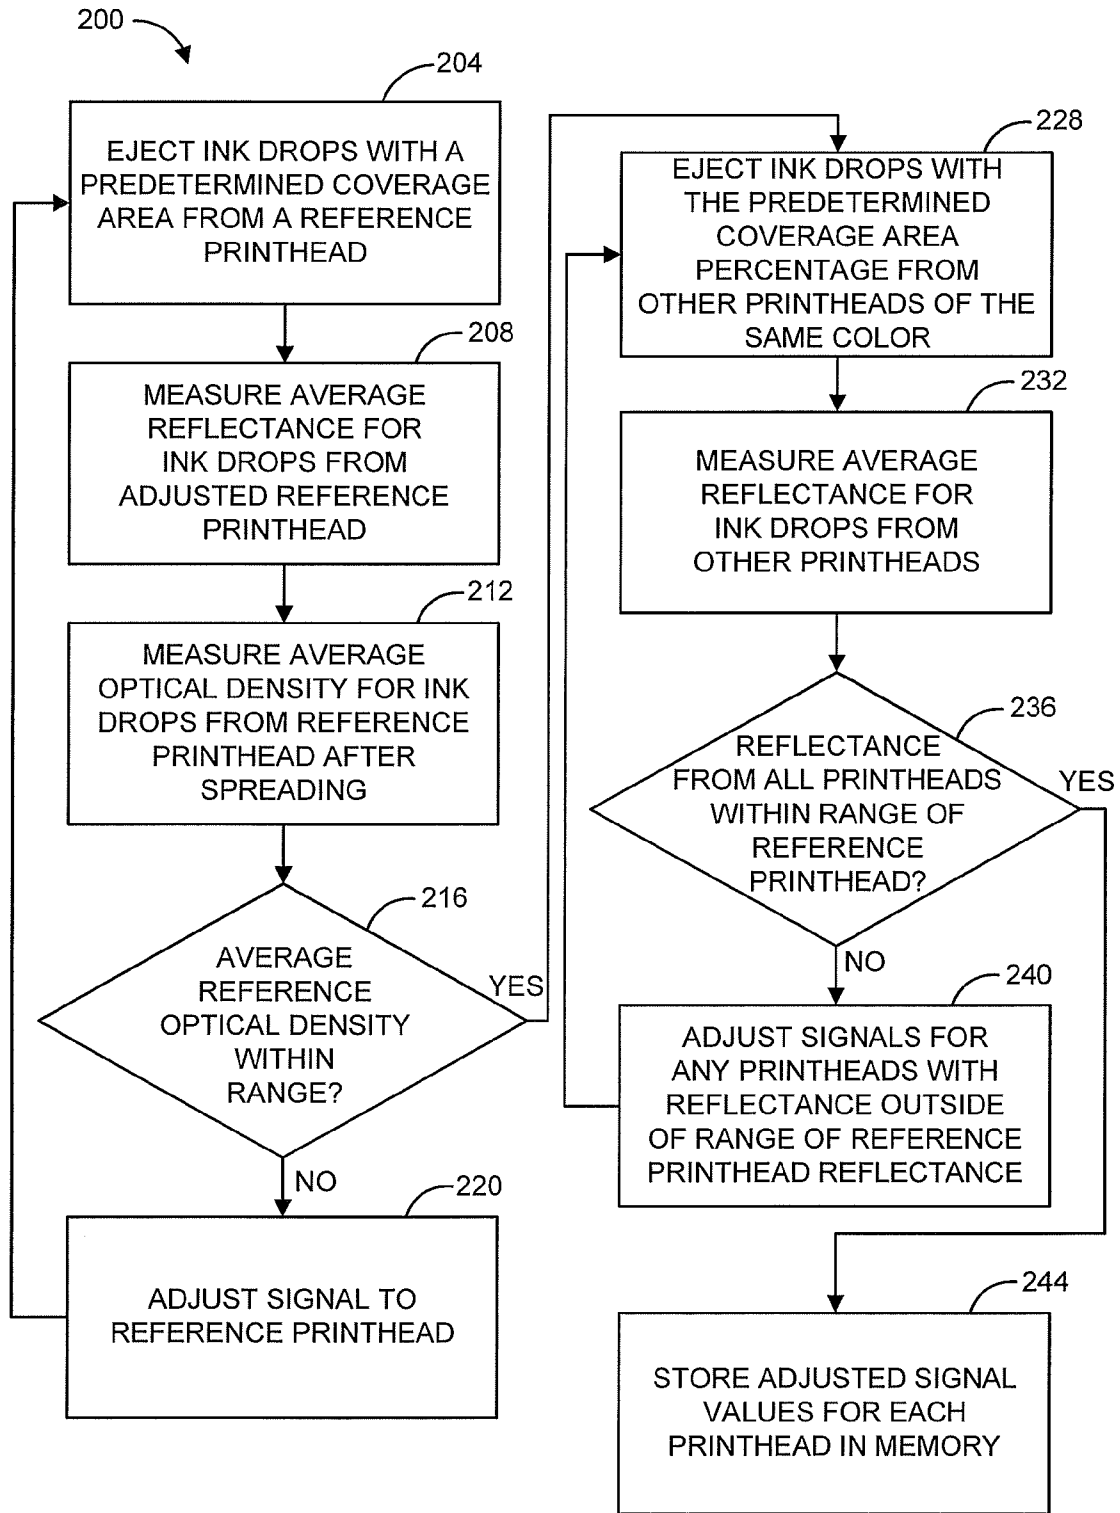 200
204
EJECT INK DROPS WITH A
PREDETERMINED COVERAGE
AREA FROM A REFERENCE
PRINTHEAD
208
MEASURE AVERAGE
REFLECTANCE FOR
INK DROPS FROM
ADJUSTED REFERENCE
PRINTHEAD
212
MEASURE AVERAGE
OPTICAL DENSITY FOR INK
DROPS FROM REFERENCE
PRINTHEAD AFTER
SPREADING
216
AVERAGE
REFERENCE
OPTICAL DENSITY
WITHIN
RANGE?
YES
NO
220
ADJUST SIGNAL TO
REFERENCE PRINTHEAD
228
EJECT INK DROPS WITH
THE PREDETERMINED
COVERAGE AREA
PERCENTAGE FROM
OTHER PRINTHEADS OF THE
SAME COLOR
232
MEASURE AVERAGE
REFLECTANCE FOR
INK DROPS FROM
OTHER PRINTHEADS
236
REFLECTANCE
FROM ALL PRINTHEADS
WITHIN RANGE OF
REFERENCE
PRINTHEAD?
YES
NO
240
ADJUST SIGNALS FOR
ANY PRINTHEADS WITH
REFLECTANCE OUTSIDE
OF RANGE OF REFERENCE
PRINTHEAD REFLECTANCE
244
STORE ADJUSTED SIGNAL
VALUES FOR EACH
PRINTHEAD IN MEMORY